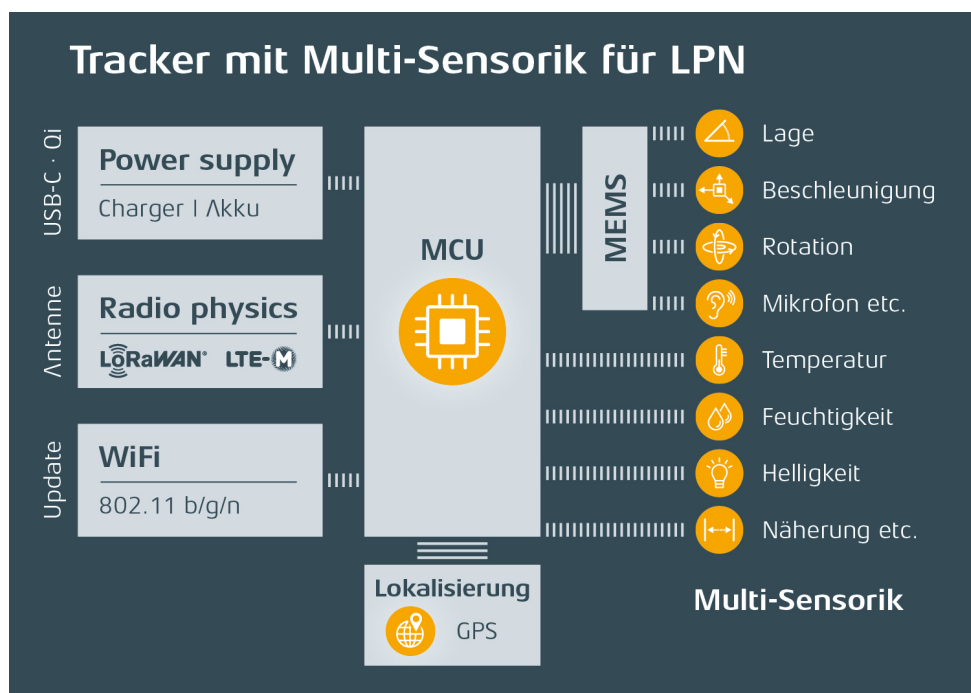 Tracker mit Multi-Sensorik für LPN
USB-C · Qi
Power supply
Charger | Akku
Antenne
Radio physics
LoRaWAN® LTE-M
Update
WiFi
802.11 b/g/n
MCU
Lokalisierung
GPS
MEMS
Lage
Beschleunigung
Rotation
Mikrofon etc.
Temperatur
Feuchtigkeit
Helligkeit
Näherung etc.
Multi-Sensorik